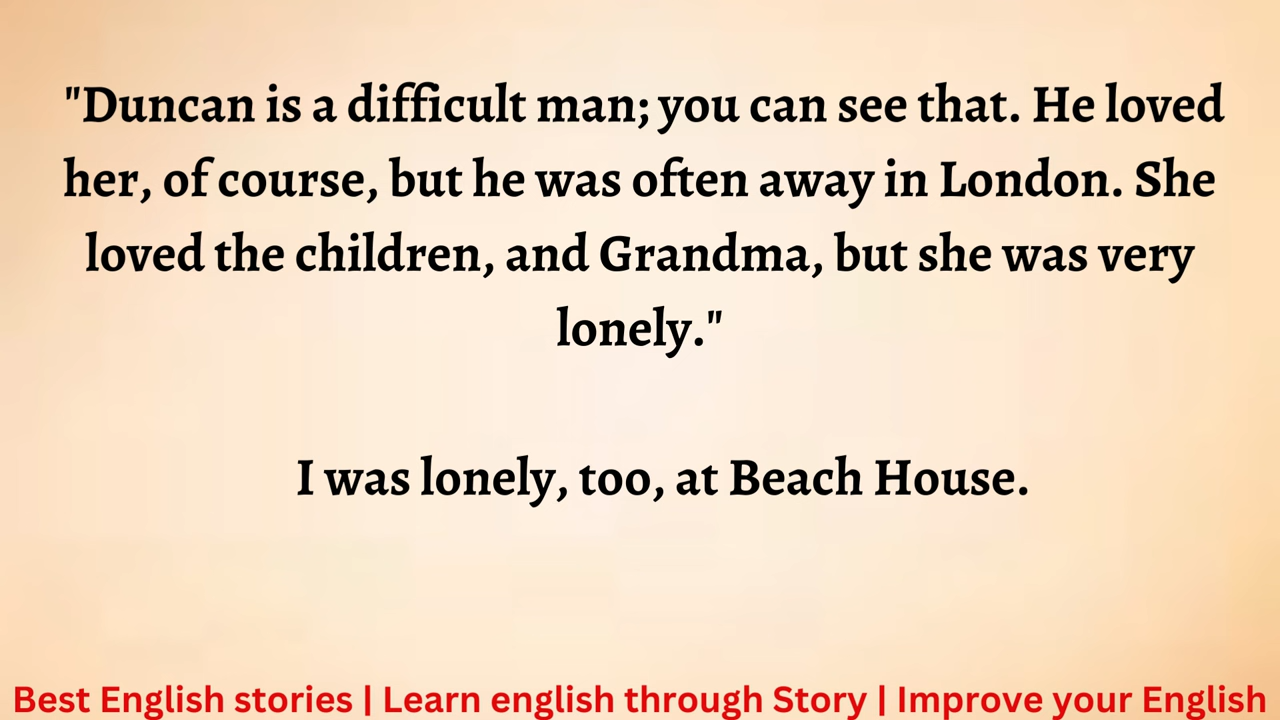 "Duncan is a difficult man; you can see that. He loved
her, of course, but he was often away in London. She
loved the children, and Grandma, but she was very
lonely."
I was lonely, too, at Beach House.
Best English stories | Learn english through Story | Improve your English